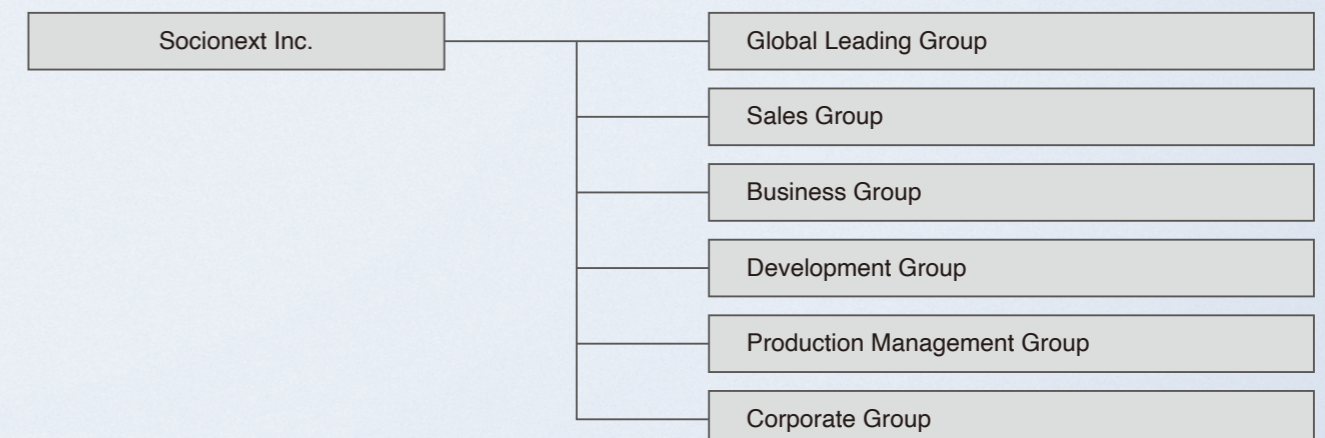 Socionext Inc.
Global Leading Group
Sales Group
Business Group
Development Group
Production Management Group
Corporate Group